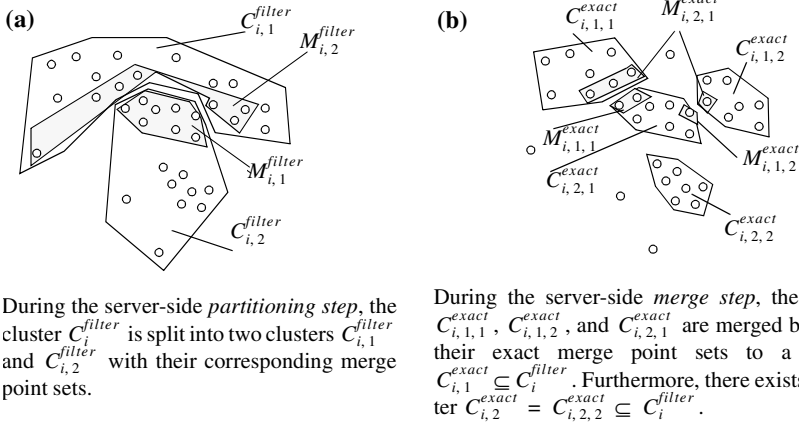 (a)
C_{i,1}^{filter}
M_{i,2}^{filter}
M_{i,1}^{filter}
C_{i,2}^{filter}
During the server-side partitioning step, the
cluster C_i^{filter} is split into two clusters C_{i,1}^{filter}
and C_{i,2}^{filter} with their corresponding merge
point sets.
(b)
C_{i,1,1}^{exact}
M_{i,2,1}^{exact}
C_{i,1,2}^{exact}
M_{i,1,1}^{exact}
M_{i,1,2}^{exact}
C_{i,2,1}^{exact}
C_{i,2,2}^{exact}
During the server-side merge step, the
C_{i,1,1}^{exact}, C_{i,1,2}^{exact}, and C_{i,2,1}^{exact} are merged b
their exact merge point sets to a
C_{i,1}^{exact} ⊆ C_i^{filter}. Furthermore, there exists
ter C_{i,2}^{exact} = C_{i,2,2}^{exact} ⊆ C_i^{filter}.